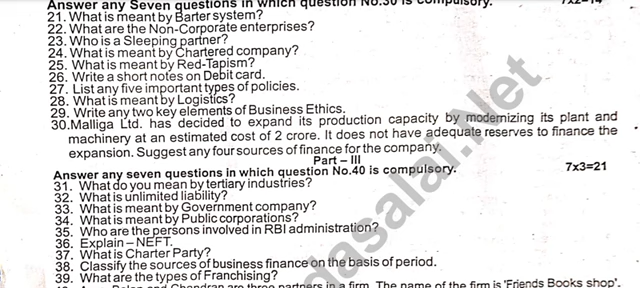 Answer any Seven questions in which question No.30 is compulsory. 7x2=14
21. What is meant by Barter system?
22. What are the Non-Corporate enterprises?
23. Who is a Sleeping partner?
24. What is meant by Chartered company?
25. What is meant by Red-Tapism?
26. Write a short notes on Debit card.
27. List any five important types of policies.
28. What is meant by Logistics?
29. Write any two key elements of Business Ethics.
30.Malliga Ltd. has decided to expand its production capacity by modernizing its plant and
machinery at an estimated cost of 2 crore. It does not have adequate reserves to finance the
expansion. Suggest any four sources of finance for the company.
Part – III
Answer any seven questions in which question No.40 is compulsory. 7x3=21
31. What do you mean by tertiary industries?
32. What is unlimited liability?
33. What is meant by Government company?
34. What is meant by Public corporations?
35. Who are the persons involved in RBI administration?
36. Explain – NEFT.
37. What is Charter Party?
38. Classify the sources of business finance on the basis of period.
39. What are the types of Franchising?
are three partners in a firm. The name of the firm is 'Friends Books shop'.
dasalai.Net